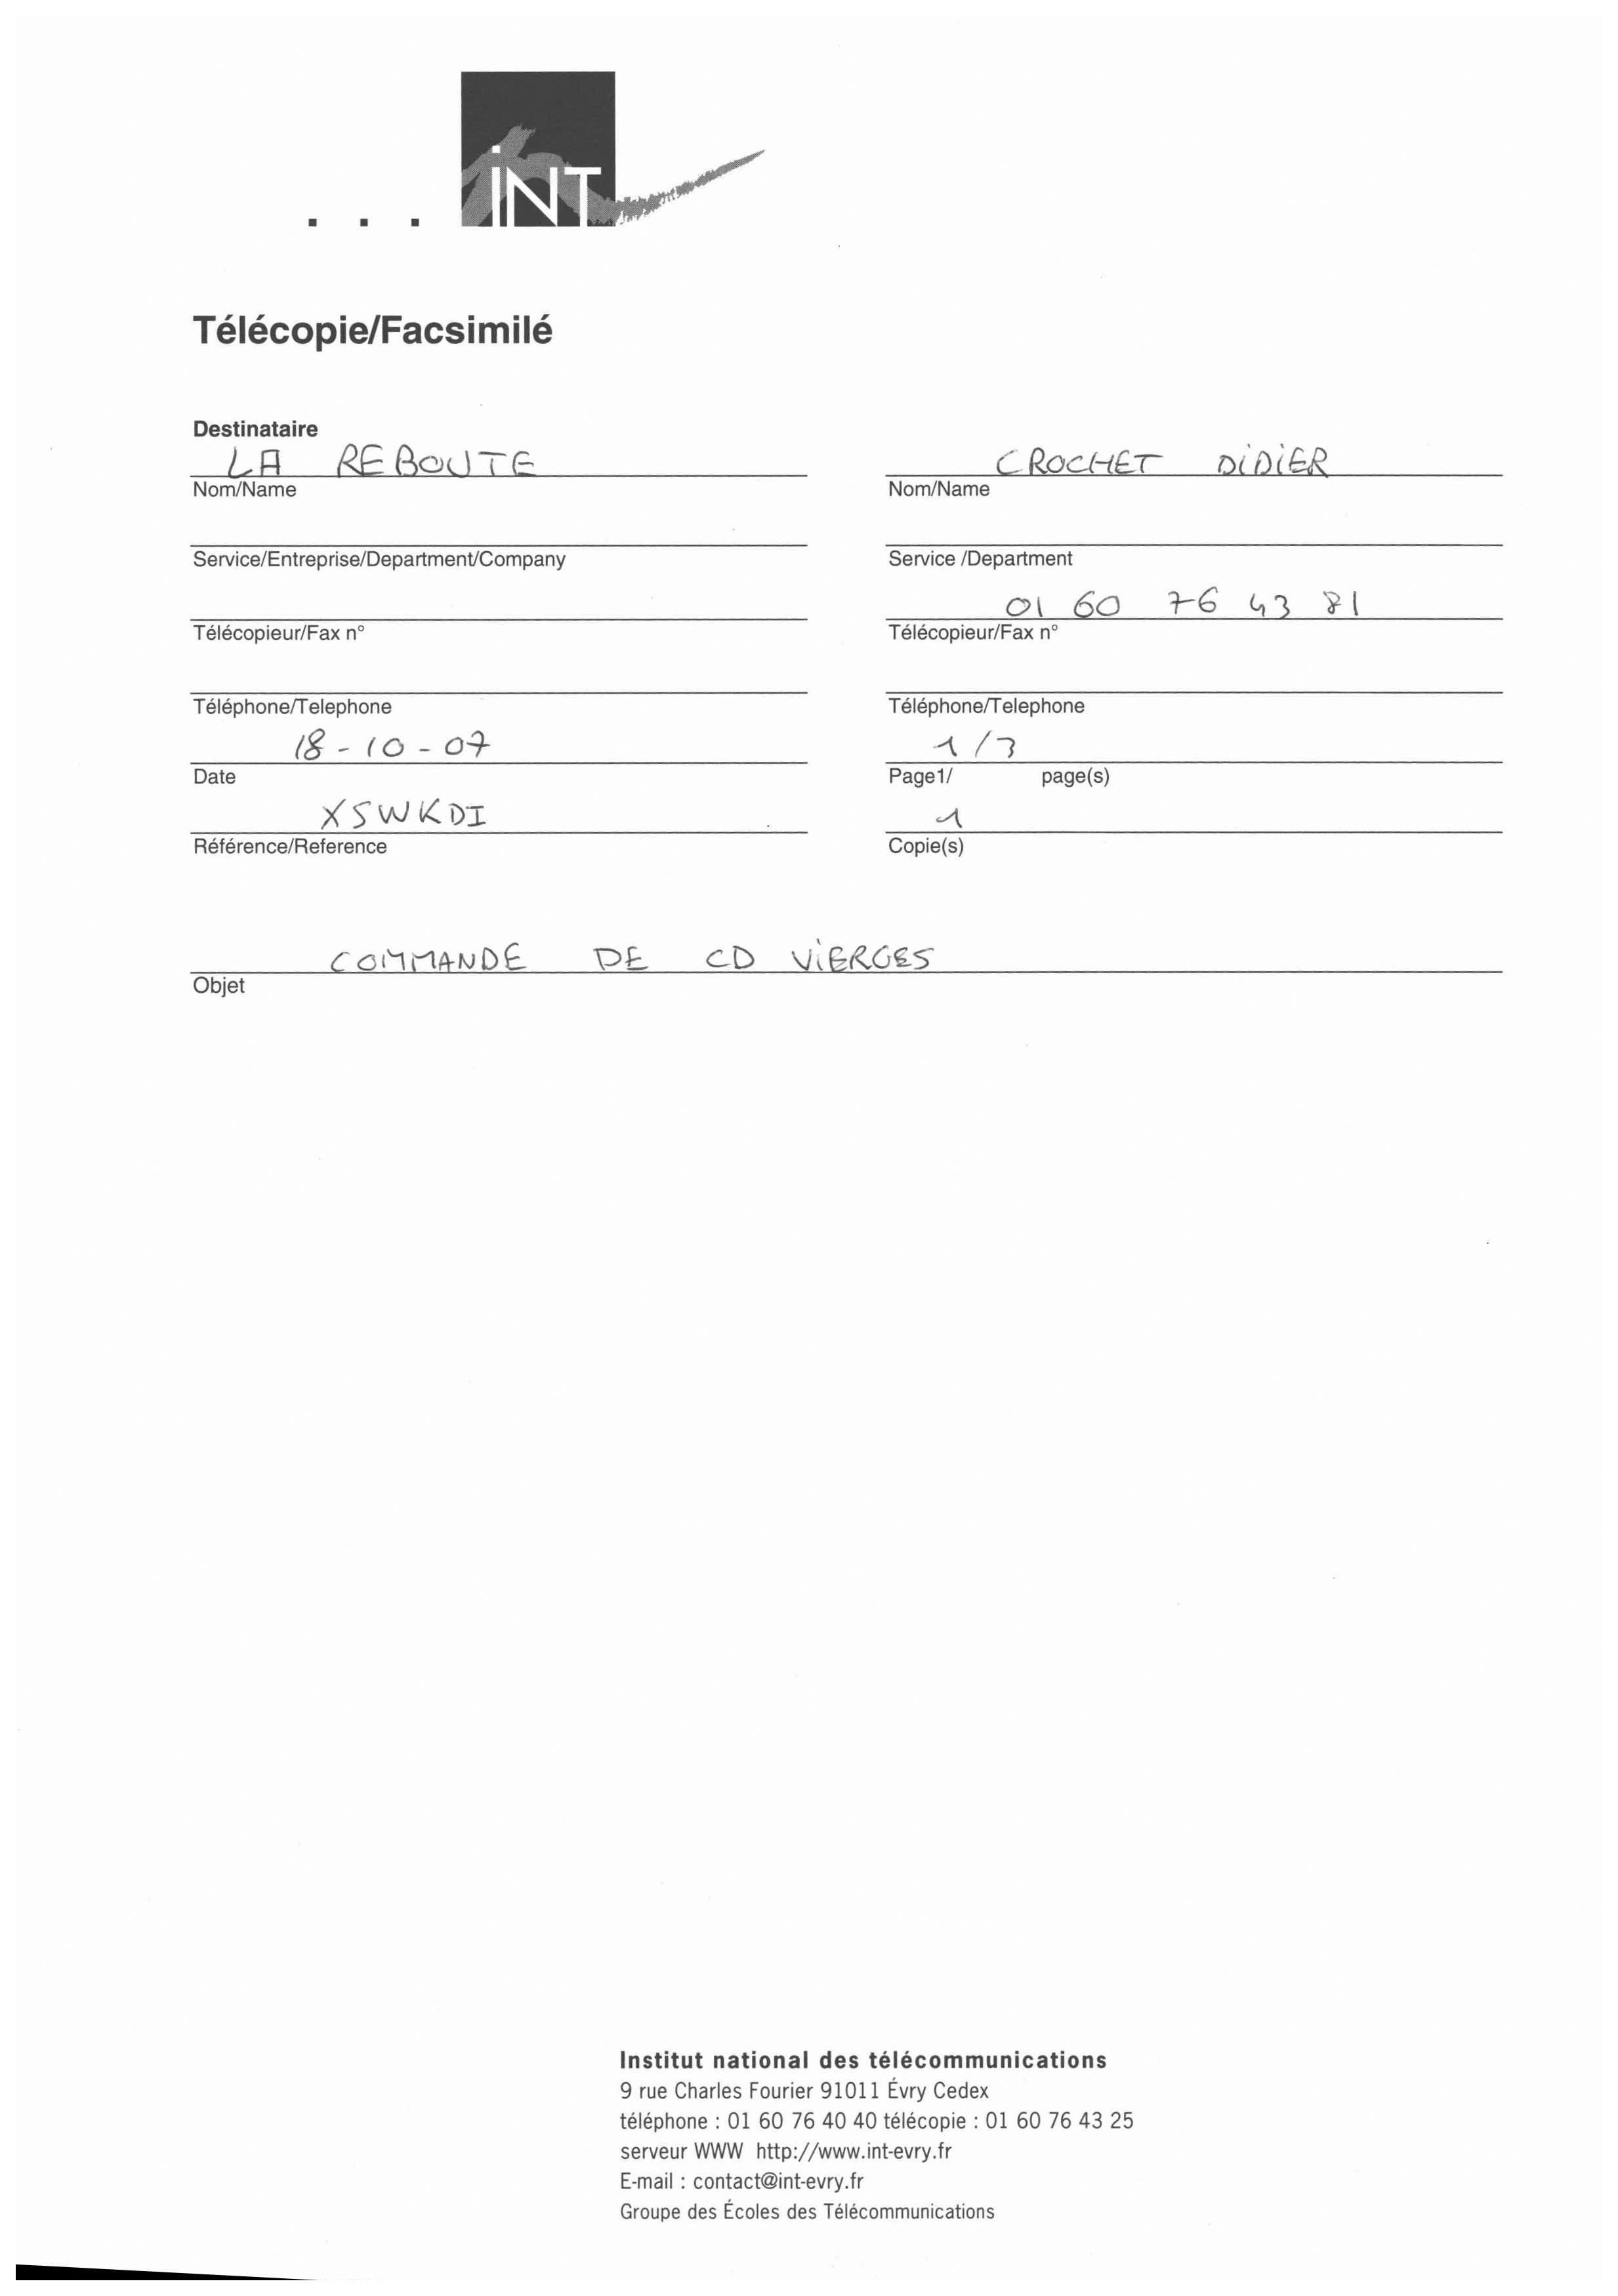 iNT
Télécopie/Facsimilé
Destinataire
LA REBOUTE
Nom/Name
CROCHET DiDiER
Nom/Name
Service/Entreprise/Department/Company
Service /Department
Télécopieur/Fax n°
01 60 76 43 81
Télécopieur/Fax n°
Téléphone/Telephone
Téléphone/Telephone
18-10-07
Date
1/3
Page1/ page(s)
XSWKDI
Référence/Reference
1
Copie(s)
COMMANDE DE CD ViERGES
Objet
Institut national des télécommunications
9 rue Charles Fourier 91011 Évry Cedex
téléphone : 01 60 76 40 40 télécopie : 01 60 76 43 25
serveur WWW http://www.int-evry.fr
E-mail : contact@int-evry.fr
Groupe des Écoles des Télécommunications